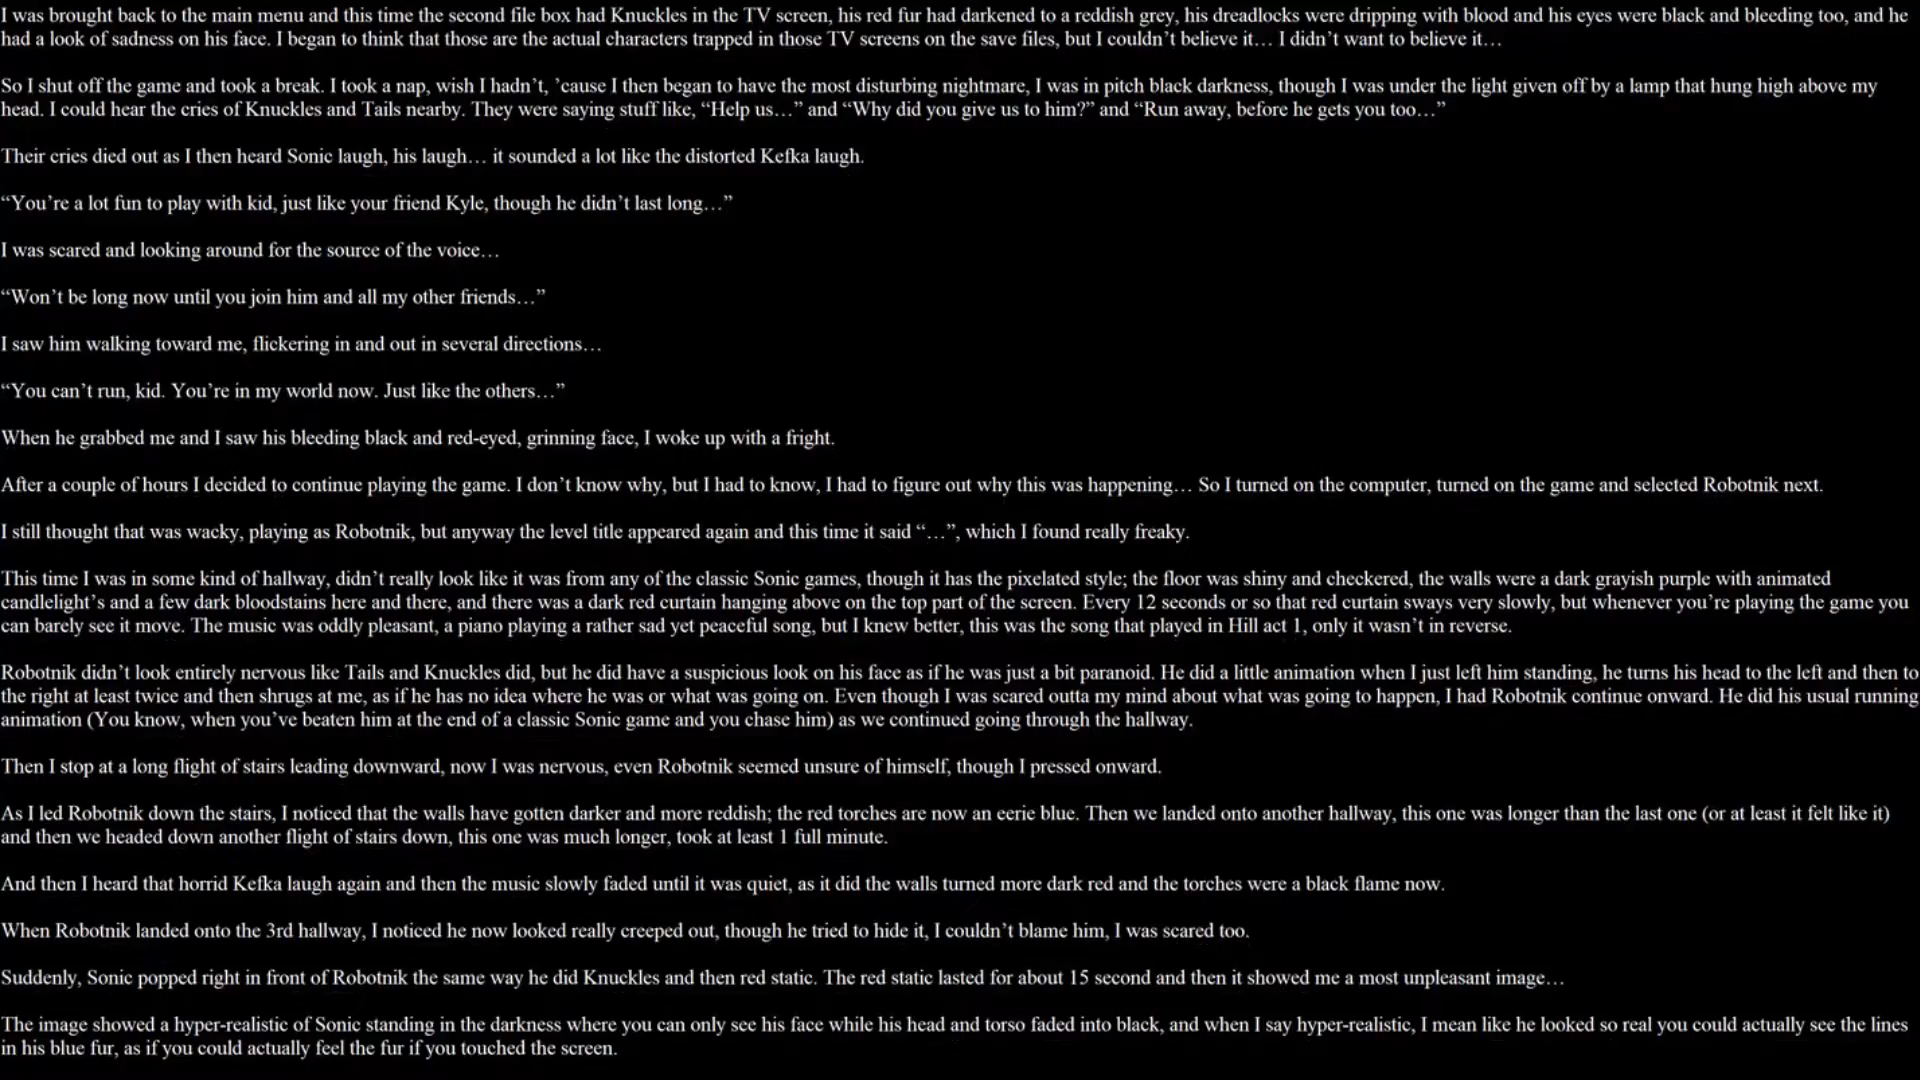 I was brought back to the main menu and this time the second file box had Knuckles in the TV screen, his red fur had darkened to a reddish grey, his dreadlocks were dripping with blood and his eyes were black and bleeding too, and he
had a look of sadness on his face. I began to think that those are the actual characters trapped in those TV screens on the save files, but I couldn’t believe it… I didn’t want to believe it…
So I shut off the game and took a break. I took a nap, wish I hadn’t, ’cause I then began to have the most disturbing nightmare, I was in pitch black darkness, though I was under the light given off by a lamp that hung high above my
head. I could hear the cries of Knuckles and Tails nearby. They were saying stuff like, “Help us…” and “Why did you give us to him?” and “Run away, before he gets you too…”
Their cries died out as I then heard Sonic laugh, his laugh… it sounded a lot like the distorted Kefka laugh.
“You’re a lot fun to play with kid, just like your friend Kyle, though he didn’t last long…”
I was scared and looking around for the source of the voice…
“Won’t be long now until you join him and all my other friends…”
I saw him walking toward me, flickering in and out in several directions…
“You can’t run, kid. You’re in my world now. Just like the others…”
When he grabbed me and I saw his bleeding black and red-eyed, grinning face, I woke up with a fright.
After a couple of hours I decided to continue playing the game. I don’t know why, but I had to know, I had to figure out why this was happening… So I turned on the computer, turned on the game and selected Robotnik next.
I still thought that was wacky, playing as Robotnik, but anyway the level title appeared again and this time it said “…”, which I found really freaky.
This time I was in some kind of hallway, didn’t really look like it was from any of the classic Sonic games, though it has the pixelated style; the floor was shiny and checkered, the walls were a dark grayish purple with animated
candlelight’s and a few dark bloodstains here and there, and there was a dark red curtain hanging above on the top part of the screen. Every 12 seconds or so that red curtain sways very slowly, but whenever you’re playing the game you
can barely see it move. The music was oddly pleasant, a piano playing a rather sad yet peaceful song, but I knew better, this was the song that played in Hill act 1, only it wasn’t in reverse.
Robotnik didn’t look entirely nervous like Tails and Knuckles did, but he did have a suspicious look on his face as if he was just a bit paranoid. He did a little animation when I just left him standing, he turns his head to the left and then to
the right at least twice and then shrugs at me, as if he has no idea where he was or what was going on. Even though I was scared outta my mind about what was going to happen, I had Robotnik continue onward. He did his usual running
animation (You know, when you’ve beaten him at the end of a classic Sonic game and you chase him) as we continued going through the hallway.
Then I stop at a long flight of stairs leading downward, now I was nervous, even Robotnik seemed unsure of himself, though I pressed onward.
As I led Robotnik down the stairs, I noticed that the walls have gotten darker and more reddish; the red torches are now an eerie blue. Then we landed onto another hallway, this one was longer than the last one (or at least it felt like it)
and then we headed down another flight of stairs down, this one was much longer, took at least 1 full minute.
And then I heard that horrid Kefka laugh again and then the music slowly faded until it was quiet, as it did the walls turned more dark red and the torches were a black flame now.
When Robotnik landed onto the 3rd hallway, I noticed he now looked really creeped out, though he tried to hide it, I couldn’t blame him, I was scared too.
Suddenly, Sonic popped right in front of Robotnik the same way he did Knuckles and then red static. The red static lasted for about 15 second and then it showed me a most unpleasant image…
The image showed a hyper-realistic of Sonic standing in the darkness where you can only see his face while his head and torso faded into black, and when I say hyper-realistic, I mean like he looked so real you could actually see the lines
in his blue fur, as if you could actually feel the fur if you touched the screen.